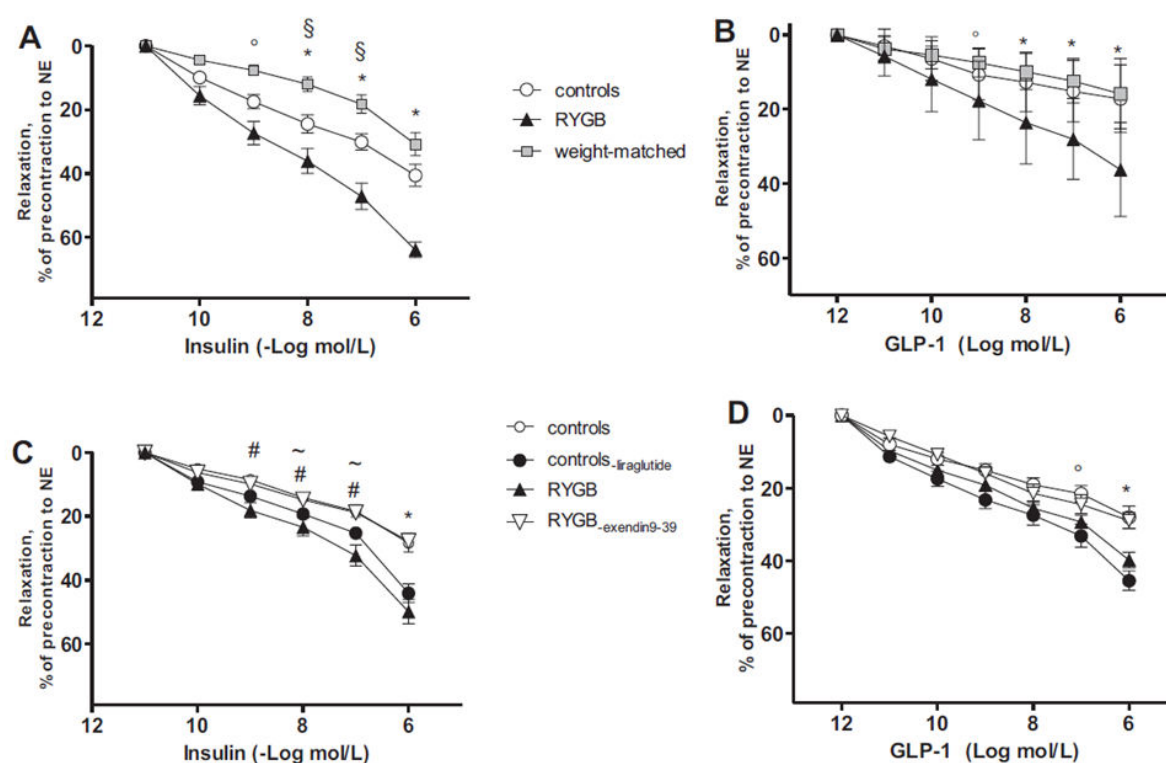 A
Relaxation,
% of precontraction to NE
0
20
40
60
° § * § * *
12 10 8 6
Insulin (-Log mol/L)
controls
RYGB
weight-matched
B
Relaxation,
% of precontraction to NE
0
20
40
60
° * * *
12 10 8 6
GLP-1 (Log mol/L)
C
Relaxation,
% of precontraction to NE
0
20
40
60
# ~ # ~ # *
12 10 8 6
Insulin (-Log mol/L)
controls
controls-liraglutide
RYGB
RYGB-exendin9-39
D
Relaxation,
% of precontraction to NE
0
20
40
60
° *
12 10 8 6
GLP-1 (Log mol/L)